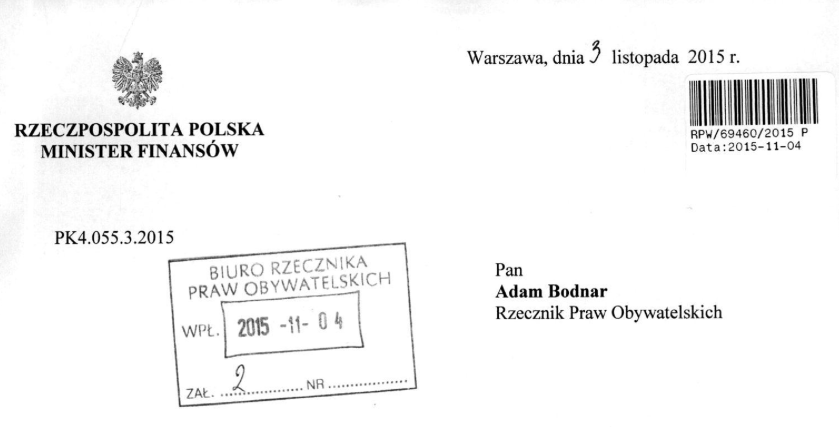 Warszawa, dnia 3 listopada 2015 r.
RZECZPOSPOLITA POLSKA
MINISTER FINANSÓW
RPW/69460/2015 P
Data:2015-11-04
PK4.055.3.2015
BIURO RZECZNIKA
PRAW OBYWATELSKICH
WPŁ. 2015 -11- 04
ZAŁ. 2 NR
Pan
Adam Bodnar
Rzecznik Praw Obywatelskich